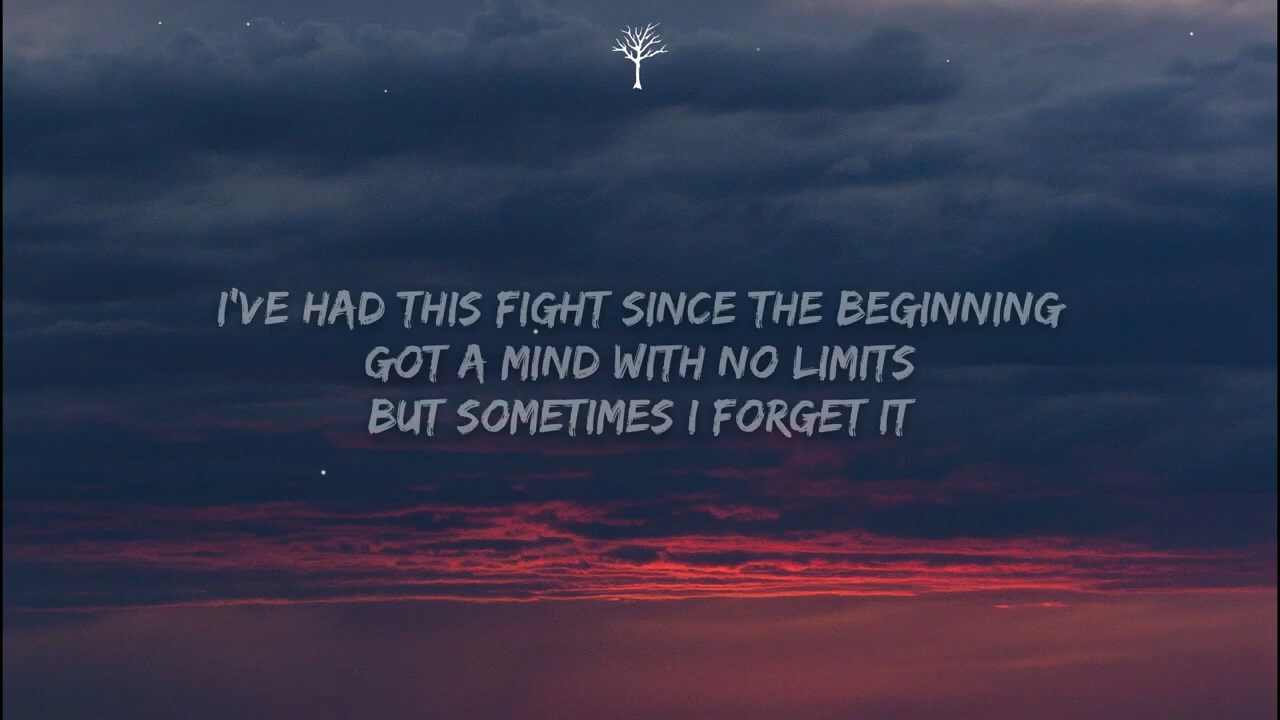 I'VE HAD THIS FIGHT SINCE THE BEGINNING
GOT A MIND WITH NO LIMITS
BUT SOMETIMES I FORGET IT